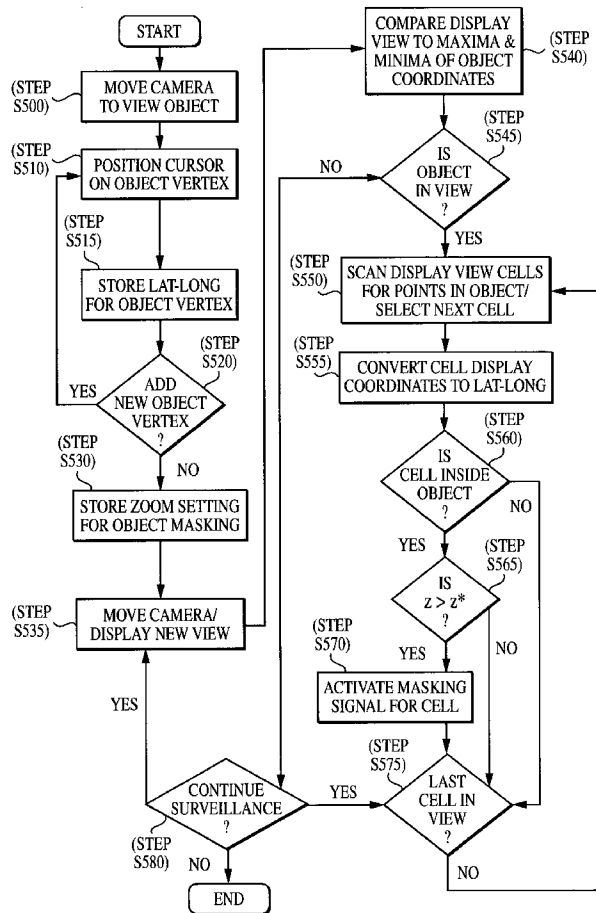 START
(STEP
S500)
MOVE CAMERA
TO VIEW OBJECT
(STEP
S510)
POSITION CURSOR
ON OBJECT VERTEX
(STEP
S515)
STORE LAT-LONG
FOR OBJECT VERTEX
(STEP
S520)
YES
ADD
NEW OBJECT
VERTEX
?
NO
(STEP
S530)
STORE ZOOM SETTING
FOR OBJECT MASKING
(STEP
S535)
MOVE CAMERA/
DISPLAY NEW VIEW
YES
CONTINUE
SURVEILLANCE
?
YES
(STEP
S580)
NO
END
COMPARE DISPLAY
VIEW TO MAXIMA &
MINIMA OF OBJECT
COORDINATES
(STEP
S540)
(STEP
S545)
NO
IS
OBJECT
IN VIEW
?
YES
(STEP
S550)
SCAN DISPLAY VIEW CELLS
FOR POINTS IN OBJECT/
SELECT NEXT CELL
(STEP
S555)
CONVERT CELL DISPLAY
COORDINATES TO LAT-LONG
(STEP
S560)
IS
CELL INSIDE
OBJECT
?
NO
YES
(STEP
S565)
IS
z > z*
?
NO
YES
(STEP
S570)
ACTIVATE MASKING
SIGNAL FOR CELL
(STEP
S575)
LAST
CELL IN
VIEW
?
NO